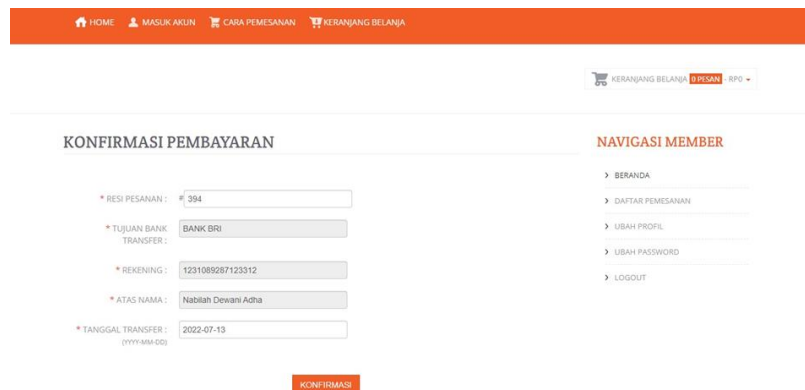 HOME MASUK AKUN CARA PEMESANAN KERANJANG BELANJA
KERANJANG BELANJA 0 PESAN - RP0
KONFIRMASI PEMBAYARAN
* RESI PESANAN : # 394
* TUJUAN BANK TRANSFER : BANK BRI
* REKENING : 1231089287123312
* ATAS NAMA : Nabilah Dewani Adha
* TANGGAL TRANSFER : 2022-07-13
(YYYY-MM-DD)
KONFIRMASI
NAVIGASI MEMBER
> BERANDA
> DAFTAR PEMESANAN
> UBAH PROFIL
> UBAH PASSWORD
> LOGOUT